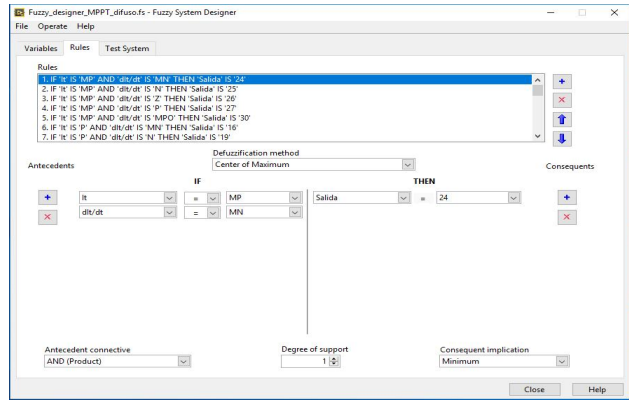 Fuzzy_designer_MPPT_difuso.fs - Fuzzy System Designer
File Operate Help
Variables Rules Test System
Rules
1. IF 'It' IS 'MP' AND 'dIt/dt' IS 'MN' THEN 'Salida' IS '24'
2. IF 'It' IS 'MP' AND 'dIt/dt' IS 'N' THEN 'Salida' IS '25'
3. IF 'It' IS 'MP' AND 'dIt/dt' IS 'Z' THEN 'Salida' IS '26'
4. IF 'It' IS 'MP' AND 'dIt/dt' IS 'P' THEN 'Salida' IS '27'
5. IF 'It' IS 'MP' AND 'dIt/dt' IS 'MPO' THEN 'Salida' IS '30'
6. IF 'It' IS 'P' AND 'dIt/dt' IS 'MN' THEN 'Salida' IS '16'
7. IF 'It' IS 'P' AND 'dIt/dt' IS 'N' THEN 'Salida' IS '19'
Defuzzification method
Antecedents Center of Maximum Consequents
IF THEN
It = MP Salida = 24
dIt/dt = MN
Antecedent connective Degree of support Consequent implication
AND (Product) 1 Minimum
Close Help